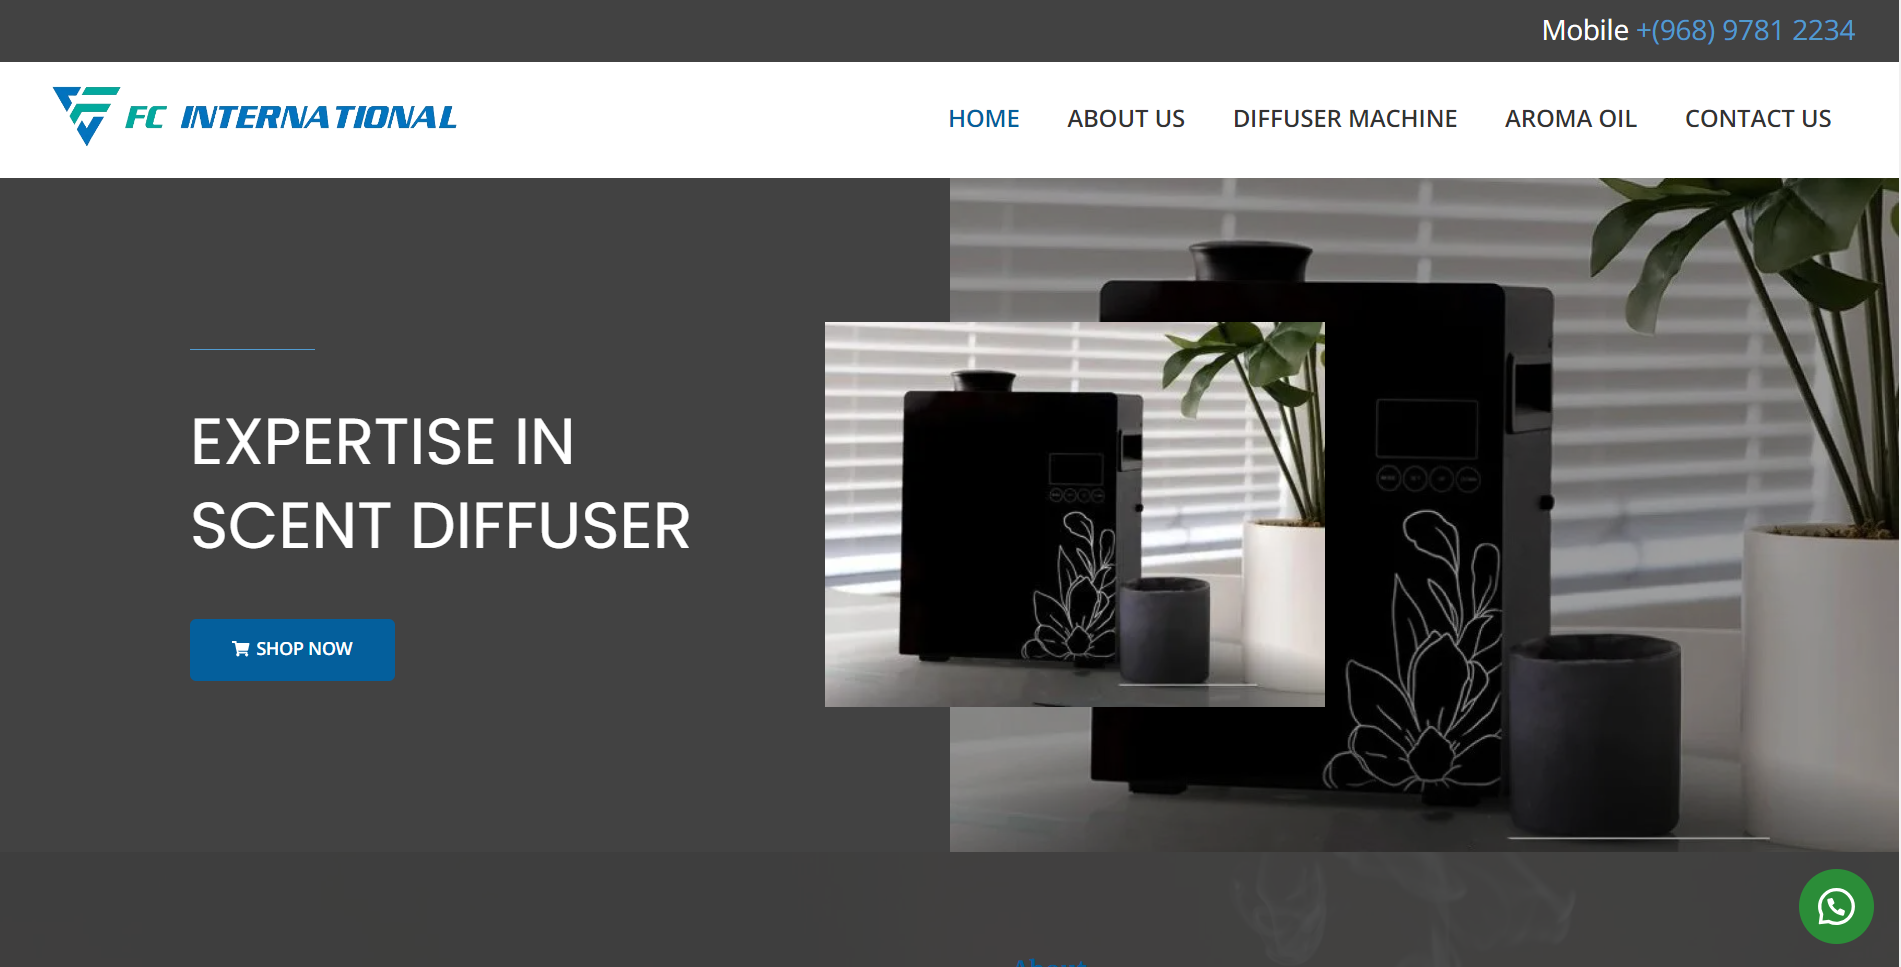 Mobile +(968) 9781 2234
FC INTERNATIONAL
HOME ABOUT US DIFFUSER MACHINE AROMA OIL CONTACT US
EXPERTISE IN
SCENT DIFFUSER
SHOP NOW
About